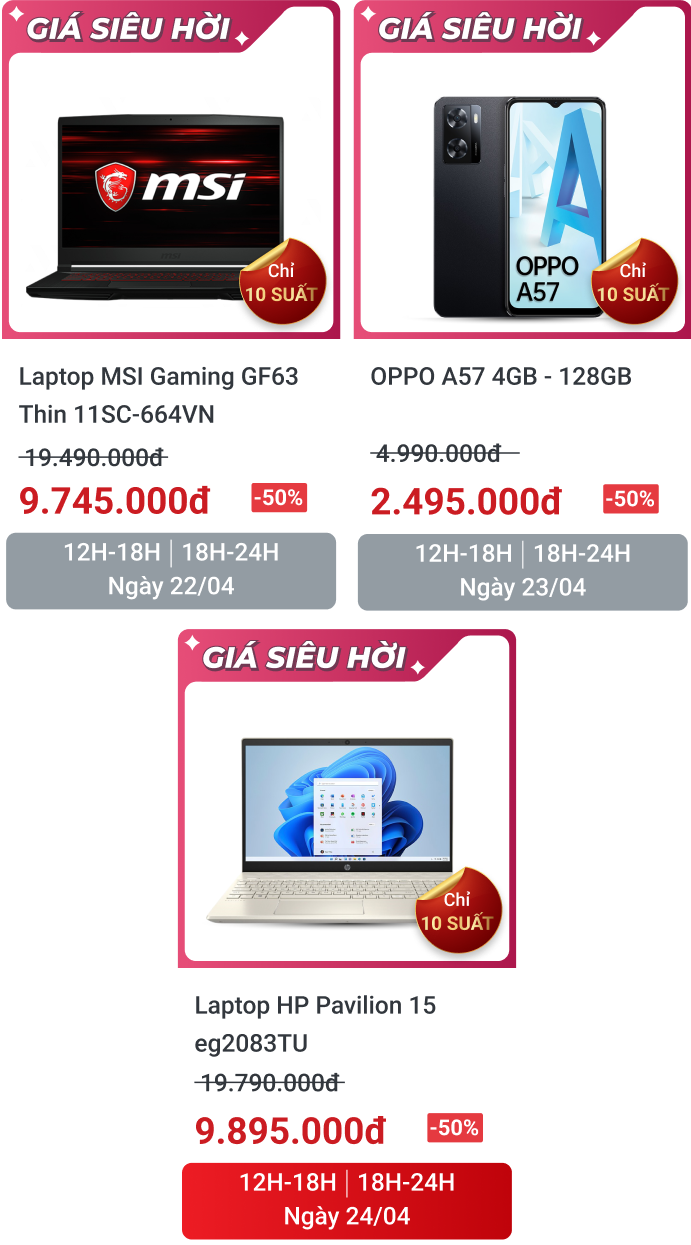 GIÁ SIÊU HỜI
msi
Chỉ
10 SUẤT
Laptop MSI Gaming GF63
Thin 11SC-664VN
19.490.000đ
9.745.000đ
-50%
12H-18H | 18H-24H
Ngày 22/04
GIÁ SIÊU HỜI
A
OPPO
A57
Chỉ
10 SUẤT
OPPO A57 4GB - 128GB
4.990.000đ
2.495.000đ
-50%
12H-18H | 18H-24H
Ngày 23/04
GIÁ SIÊU HỜI
Chỉ
10 SUẤT
Laptop HP Pavilion 15
eg2083TU
19.790.000đ
9.895.000đ
-50%
12H-18H | 18H-24H
Ngày 24/04